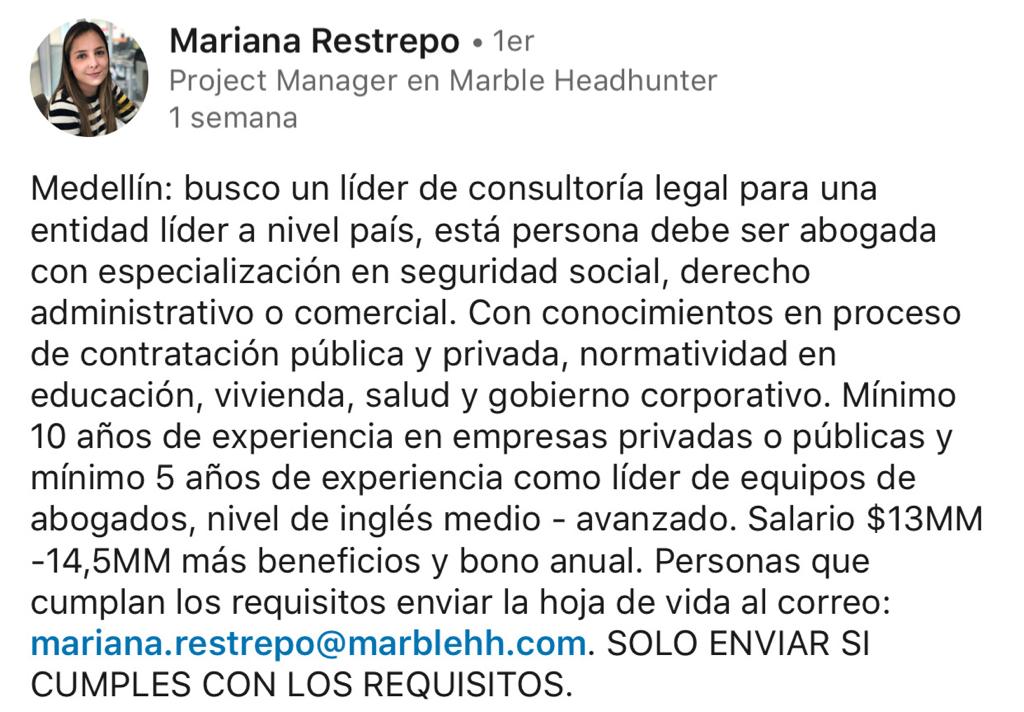 Mariana Restrepo • 1er
Project Manager en Marble Headhunter
1 semana
Medellín: busco un líder de consultoría legal para una
entidad líder a nivel país, está persona debe ser abogada
con especialización en seguridad social, derecho
administrativo o comercial. Con conocimientos en proceso
de contratación pública y privada, normatividad en
educación, vivienda, salud y gobierno corporativo. Mínimo
10 años de experiencia en empresas privadas o públicas y
mínimo 5 años de experiencia como líder de equipos de
abogados, nivel de inglés medio - avanzado. Salario $13MM
-14,5MM más beneficios y bono anual. Personas que
cumplan los requisitos enviar la hoja de vida al correo:
mariana.restrepo@marblehh.com. SOLO ENVIAR SI
CUMPLES CON LOS REQUISITOS.